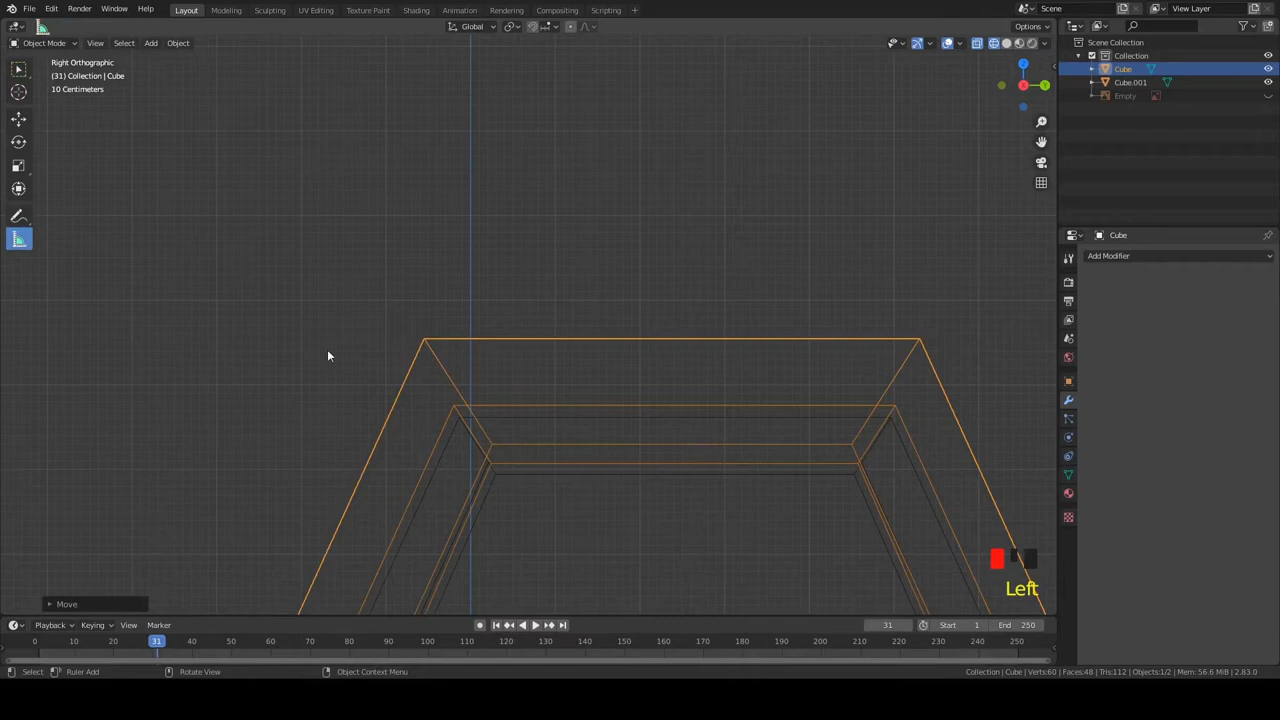 File Edit Render Window Help Layout Modeling Sculpting UV Editing Texture Paint Shading Animation Rendering Compositing Scripting + Scene View Layer
Global Options
Object Mode View Select Add Object
Right Orthographic
(31) Collection | Cube
10 Centimeters
Z
Y
Scene Collection
Collection
Cube
Cube.001
Empty
Cube
Add Modifier
Left
Move
Playback Keying View Marker 31 Start 1 End 250
0 10 20 31 40 50 60 70 80 90 100 110 120 130 140 150 160 170 180 190 200 210 220 230 240 250
Select Ruler Add Rotate View Object Context Menu Collection | Cube | Verts:60 | Faces:48 | Tris:112 | Objects:1/2 | Mem: 56.6 MiB | 2.83.0